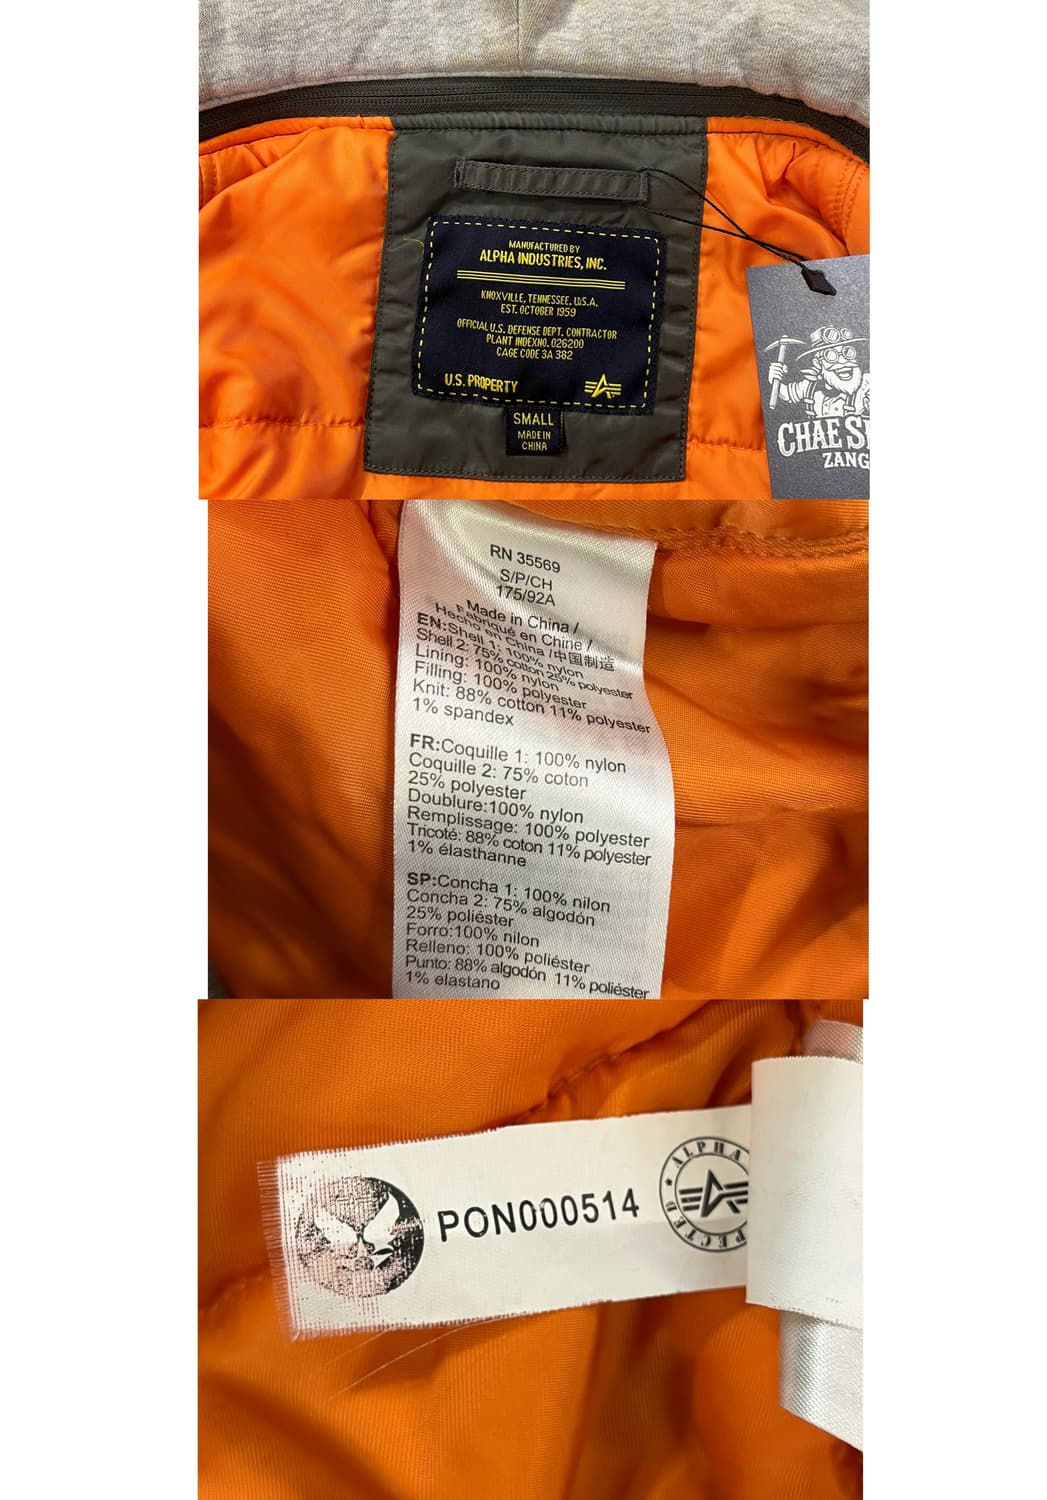 MANUFACTURED BY
ALPHA INDUSTRIES, INC.
KNOXVILLE, TENNESSEE, U.S.A.
EST. OCTOBER 1959
OFFICIAL U.S. DEFENSE DEPT. CONTRACTOR
PLANT INDEXNO. 026200
CAGE CODE 3A 382
U.S. PROPERTY
SMALL
MADE IN
CHINA
CHAE S
ZANG
RN 35569
S/P/CH
175/92A
Made in China /
Fabriqué en Chine /
Hecho en China /中国制造
EN:Shell 1: 100% nylon
Shell 2: 75% cotton 25% polyester
Lining: 100% nylon
Filling: 100% polyester
Knit: 88% cotton 11% polyester
1% spandex
FR:Coquille 1: 100% nylon
Coquille 2: 75% coton
25% polyester
Doublure:100% nylon
Remplissage: 100% polyester
Tricoté: 88% coton 11% polyester
1% élasthanne
SP:Concha 1: 100% nilon
Concha 2: 75% algodón
25% poliéster
Forro:100% nilon
Relleno: 100% poliéster
Punto: 88% algodón 11% poliéster
1% elastano
PON000514
ALPHA
PECTED